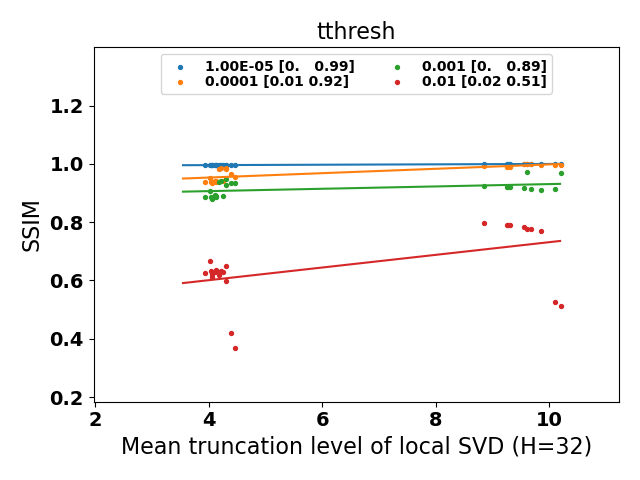 tthresh
1.00E-05 [0.   0.99]
0.0001 [0.01 0.92]
0.001 [0.   0.89]
0.01 [0.02 0.51]
SSIM
1.2
1.0
0.8
0.6
0.4
0.2
2 4 6 8 10
Mean truncation level of local SVD (H=32)